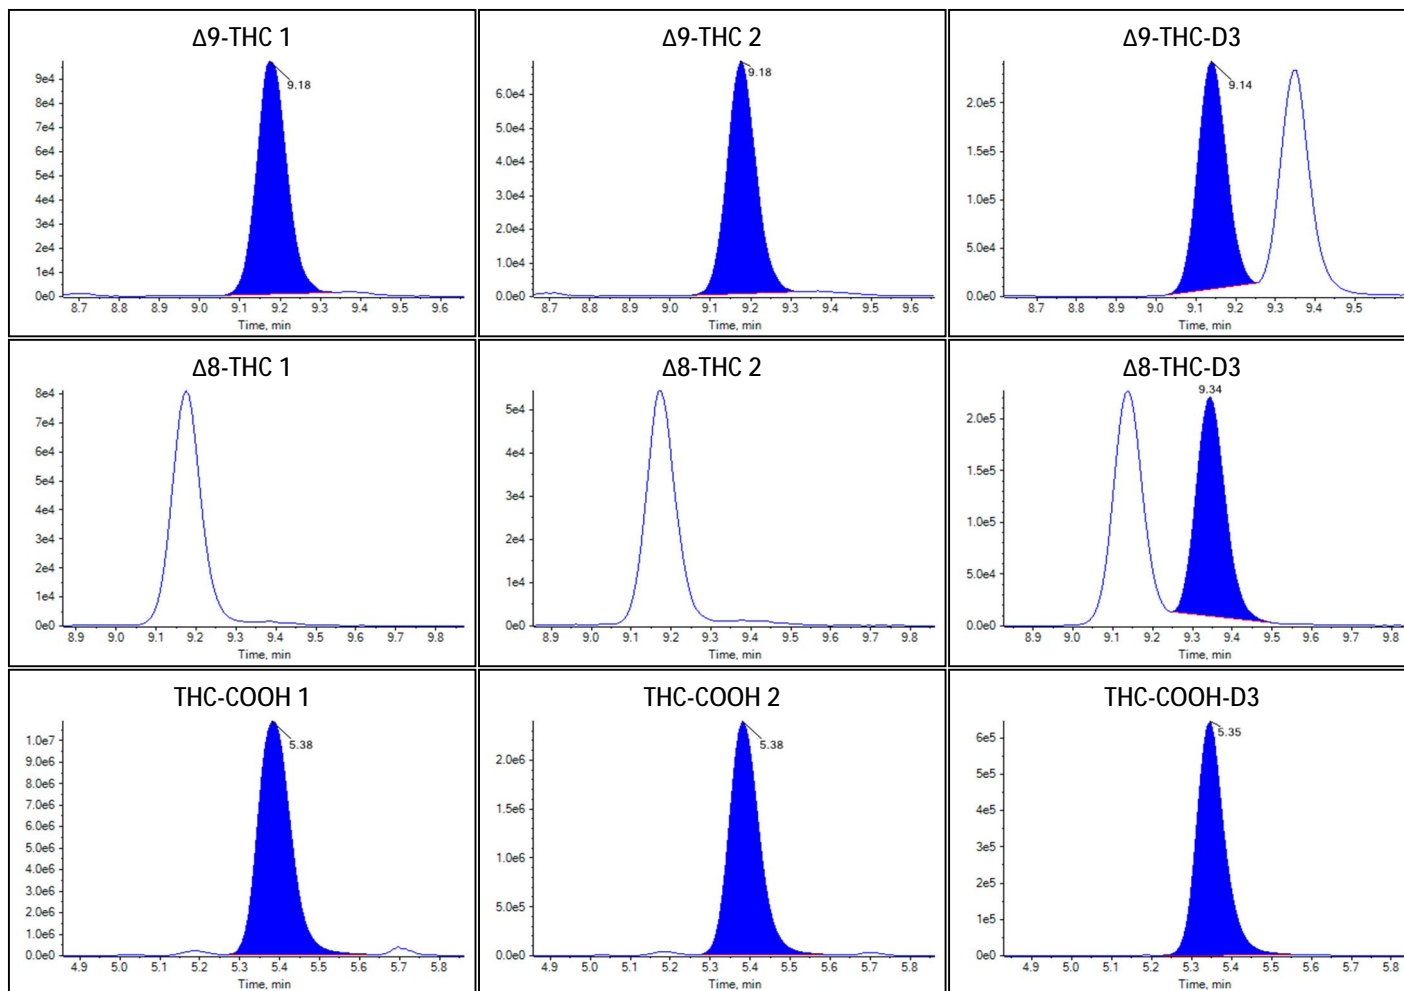 Δ9-THC 1
9e4
8e4
7e4
6e4
5e4
4e4
3e4
2e4
1e4
0e0
9.18
8.7 8.8 8.9 9.0 9.1 9.2 9.3 9.4 9.5 9.6
Time, min
Δ9-THC 2
6.0e4
5.0e4
4.0e4
3.0e4
2.0e4
1.0e4
0.0e0
9.18
8.7 8.8 8.9 9.0 9.1 9.2 9.3 9.4 9.5 9.6
Time, min
Δ9-THC-D3
2.0e5
1.5e5
1.0e5
5.0e4
0.0e0
9.14
8.7 8.8 8.9 9.0 9.1 9.2 9.3 9.4 9.5
Time, min
Δ8-THC 1
8e4
7e4
6e4
5e4
4e4
3e4
2e4
1e4
0e0
8.9 9.0 9.1 9.2 9.3 9.4 9.5 9.6 9.7 9.8
Time, min
Δ8-THC 2
5e4
4e4
3e4
2e4
1e4
0e0
8.9 9.0 9.1 9.2 9.3 9.4 9.5 9.6 9.7 9.8
Time, min
Δ8-THC-D3
9.34
2.0e5
1.5e5
1.0e5
5.0e4
0.0e0
8.9 9.0 9.1 9.2 9.3 9.4 9.5 9.6 9.7 9.8
Time, min
THC-COOH 1
1.0e7
9.0e6
8.0e6
7.0e6
6.0e6
5.0e6
4.0e6
3.0e6
2.0e6
1.0e6
0.0e0
5.38
4.9 5.0 5.1 5.2 5.3 5.4 5.5 5.6 5.7 5.8
Time, min
THC-COOH 2
2.0e6
1.5e6
1.0e6
5.0e5
0.0e0
5.38
4.9 5.0 5.1 5.2 5.3 5.4 5.5 5.6 5.7 5.8
Time, min
THC-COOH-D3
6e5
5e5
4e5
3e5
2e5
1e5
0e0
5.35
4.9 5.0 5.1 5.2 5.3 5.4 5.5 5.6 5.7 5.8
Time, min